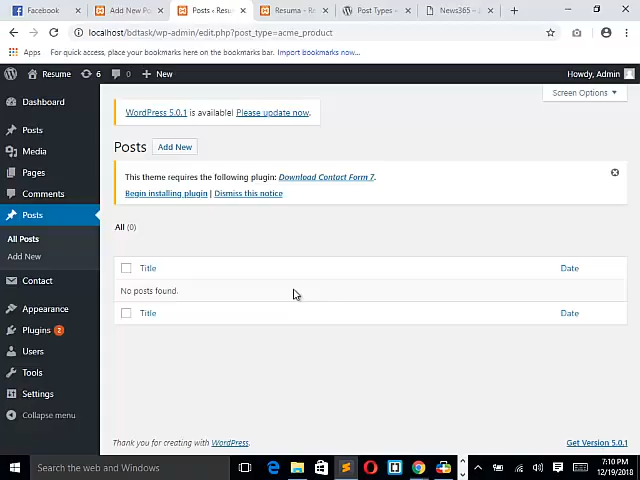 Facebook
Add New Po
Posts ‹ Resu
Resuma – Re
Post Types –
News365 –
localhost/bdtask/wp-admin/edit.php?post_type=acme_product
Apps For quick access, place your bookmarks here on the bookmarks bar. Import bookmarks now...
Resume 6 0 New Howdy, Admin
Screen Options
Dashboard
Posts
Media
Pages
Comments
Posts
All Posts
Add New
Contact
Appearance
Plugins 2
Users
Tools
Settings
Collapse menu
WordPress 5.0.1 is available! Please update now.
Posts Add New
This theme requires the following plugin: Download Contact Form 7.
Begin installing plugin | Dismiss this notice
All (0)
Title Date
No posts found.
Title Date
Thank you for creating with WordPress. Get Version 5.0.1
Search the web and Windows
7:10 PM
12/19/2018